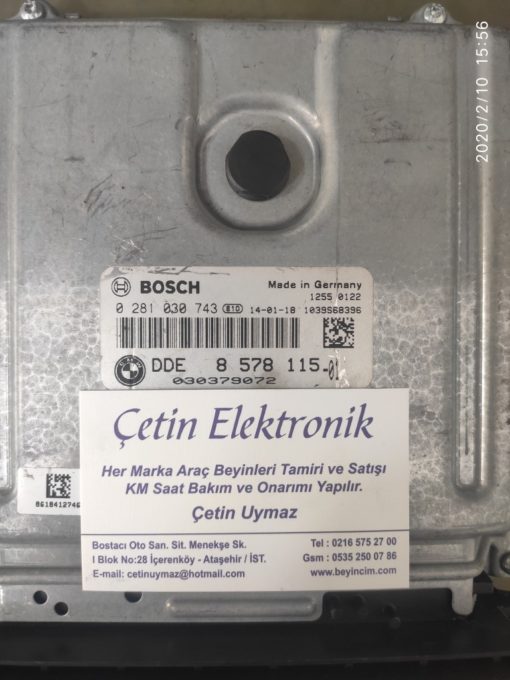 2020/2/10 15:56
BOSCH
Made in Germany
1255 0122
0 281 030 743 E1D 14-01-18 1039S68396
DDE 8 578 115-01
030379072
Çetin Elektronik
Her Marka Araç Beyinleri Tamiri ve Satışı
KM Saat Bakım ve Onarımı Yapılır.
Çetin Uymaz
Bostacı Oto San. Sit. Menekşe Sk.
I Blok No:28 İçerenköy - Ataşehir / İST.
E-mail: cetinuymaz@hotmail.com
Tel : 0216 575 27 00
Gsm : 0535 250 07 86
www.beyincim.com